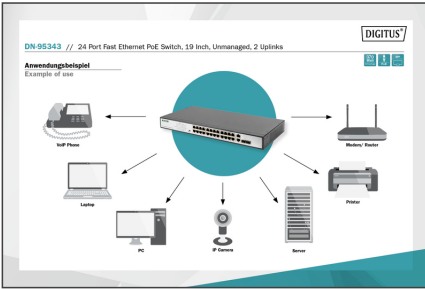 DIGITUS®
DN-95343 // 24 Port Fast Ethernet PoE Switch, 19 Inch, Unmanaged, 2 Uplinks
Anwendungsbeispiel
Example of use
VoIP Phone
Modem/ Router
Laptop
Printer
PC
IP Camera
Server